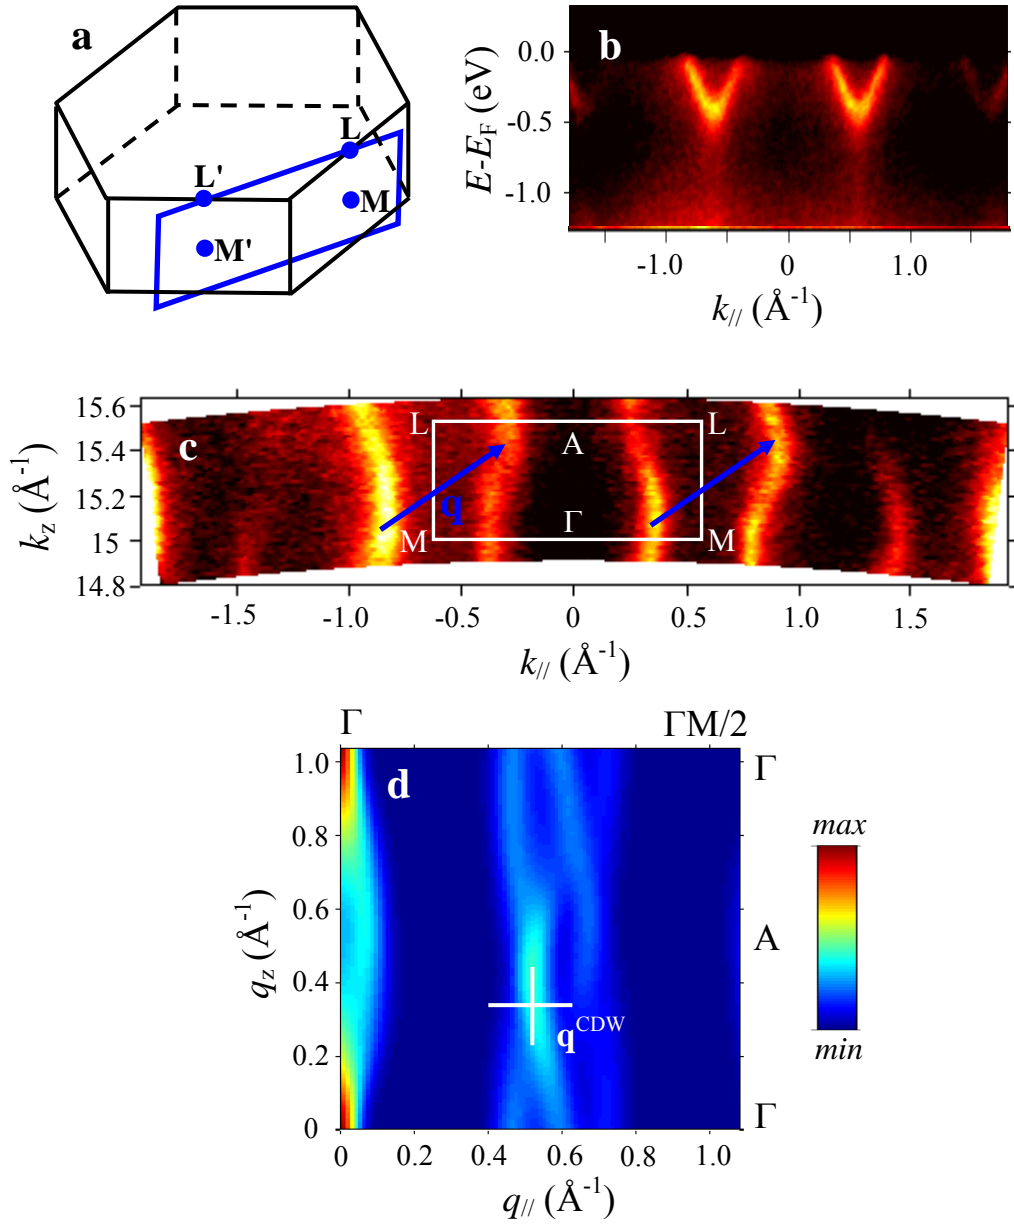 a
L
L'
M
M'
b
E-E_F (eV)
0.0
-0.5
-1.0
-1.0
0
1.0
k_// (Å⁻¹)
c
k_z (Å⁻¹)
15.6
15.4
15.2
15
14.8
L
A
L
q
Γ
M
M
-1.5
-1.0
-0.5
0
0.5
1.0
1.5
k_// (Å⁻¹)
Γ
ΓM/2
d
q_z (Å⁻¹)
1.0
0.8
0.6
0.4
0.2
0
q^CDW
Γ
A
Γ
0
0.2
0.4
0.6
0.8
1.0
q_// (Å⁻¹)
max
min